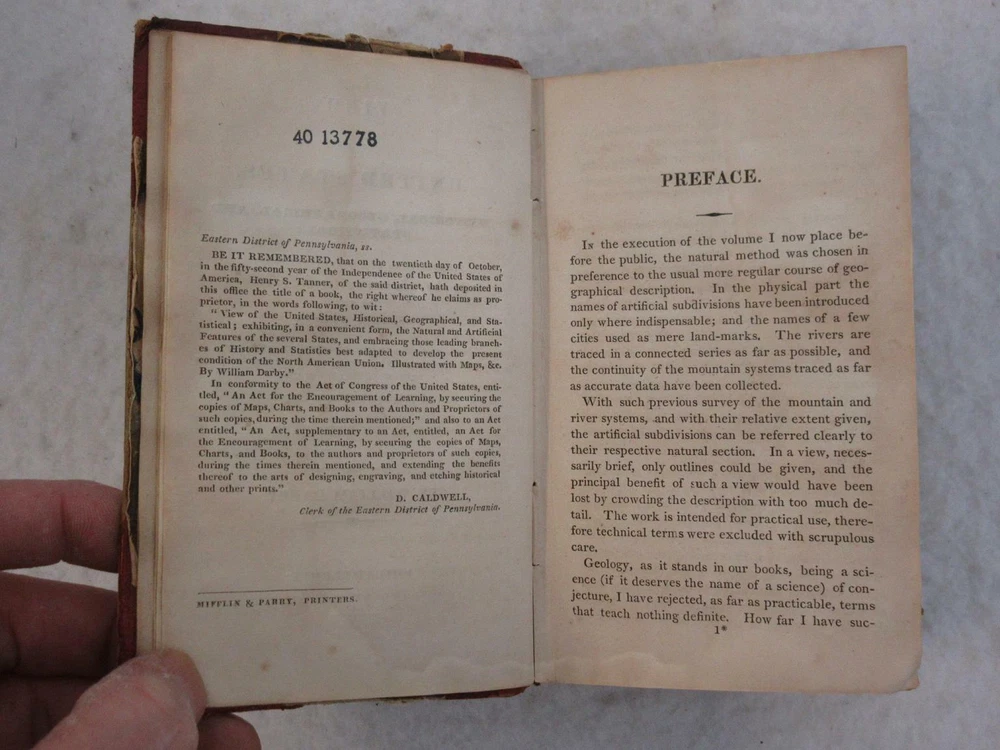 40 13778
Eastern District of Pennsylvania, ss.
BE IT REMEMBERED, that on the twentieth day of October,
in the fifty-second year of the Independence of the United States of
America, Henry S. Tanner, of the said district, hath deposited in
this office the title of a book, the right whereof he claims as pro-
prietor, in the words following, to wit:
" View of the United States, Historical, Geographical, and Sta-
tistical; exhibiting, in a convenient form, the Natural and Artificial
Features of the several States, and embracing those leading branch-
es of History and Statistics best adapted to develop the present
condition of the North American Union. Illustrated with Maps, &c.
By William Darby."
In conformity to the Act of Congress of the United States, enti-
tled, " An Act for the Encouragement of Learning, by securing the
copies of Maps, Charts, and Books to the Authors and Proprietors of
such copies, during the time therein mentioned;" and also to an Act
entitled, " An Act, supplementary to an Act, entitled, an Act for
the Encouragement of Learning, by securing the copies of Maps,
Charts, and Books, to the authors and proprietors of such copies,
during the times therein mentioned, and extending the benefits
thereof to the arts of designing, engraving, and etching historical
and other prints."
D. CALDWELL,
Clerk of the Eastern District of Pennsylvania.
MIFFLIN & PARRY, PRINTERS.
PREFACE.
In the execution of the volume I now place be-
fore the public, the natural method was chosen in
preference to the usual more regular course of geo-
graphical description. In the physical part the
names of artificial subdivisions have been introduced
only where indispensable; and the names of a few
cities used as mere land-marks. The rivers are
traced in a connected series as far as possible, and
the continuity of the mountain systems traced as far
as accurate data have been collected.
With such previous survey of the mountain and
river systems, and with their relative extent given,
the artificial subdivisions can be referred clearly to
their respective natural section. In a view, neces-
sarily brief, only outlines could be given, and the
principal benefit of such a view would have been
lost by crowding the description with too much de-
tail. The work is intended for practical use, there-
fore technical terms were excluded with scrupulous
care.
Geology, as it stands in our books, being a sci-
ence (if it deserves the name of a science) of con-
jecture, I have rejected, as far as practicable, terms
that teach nothing definite. How far I have suc-
1*